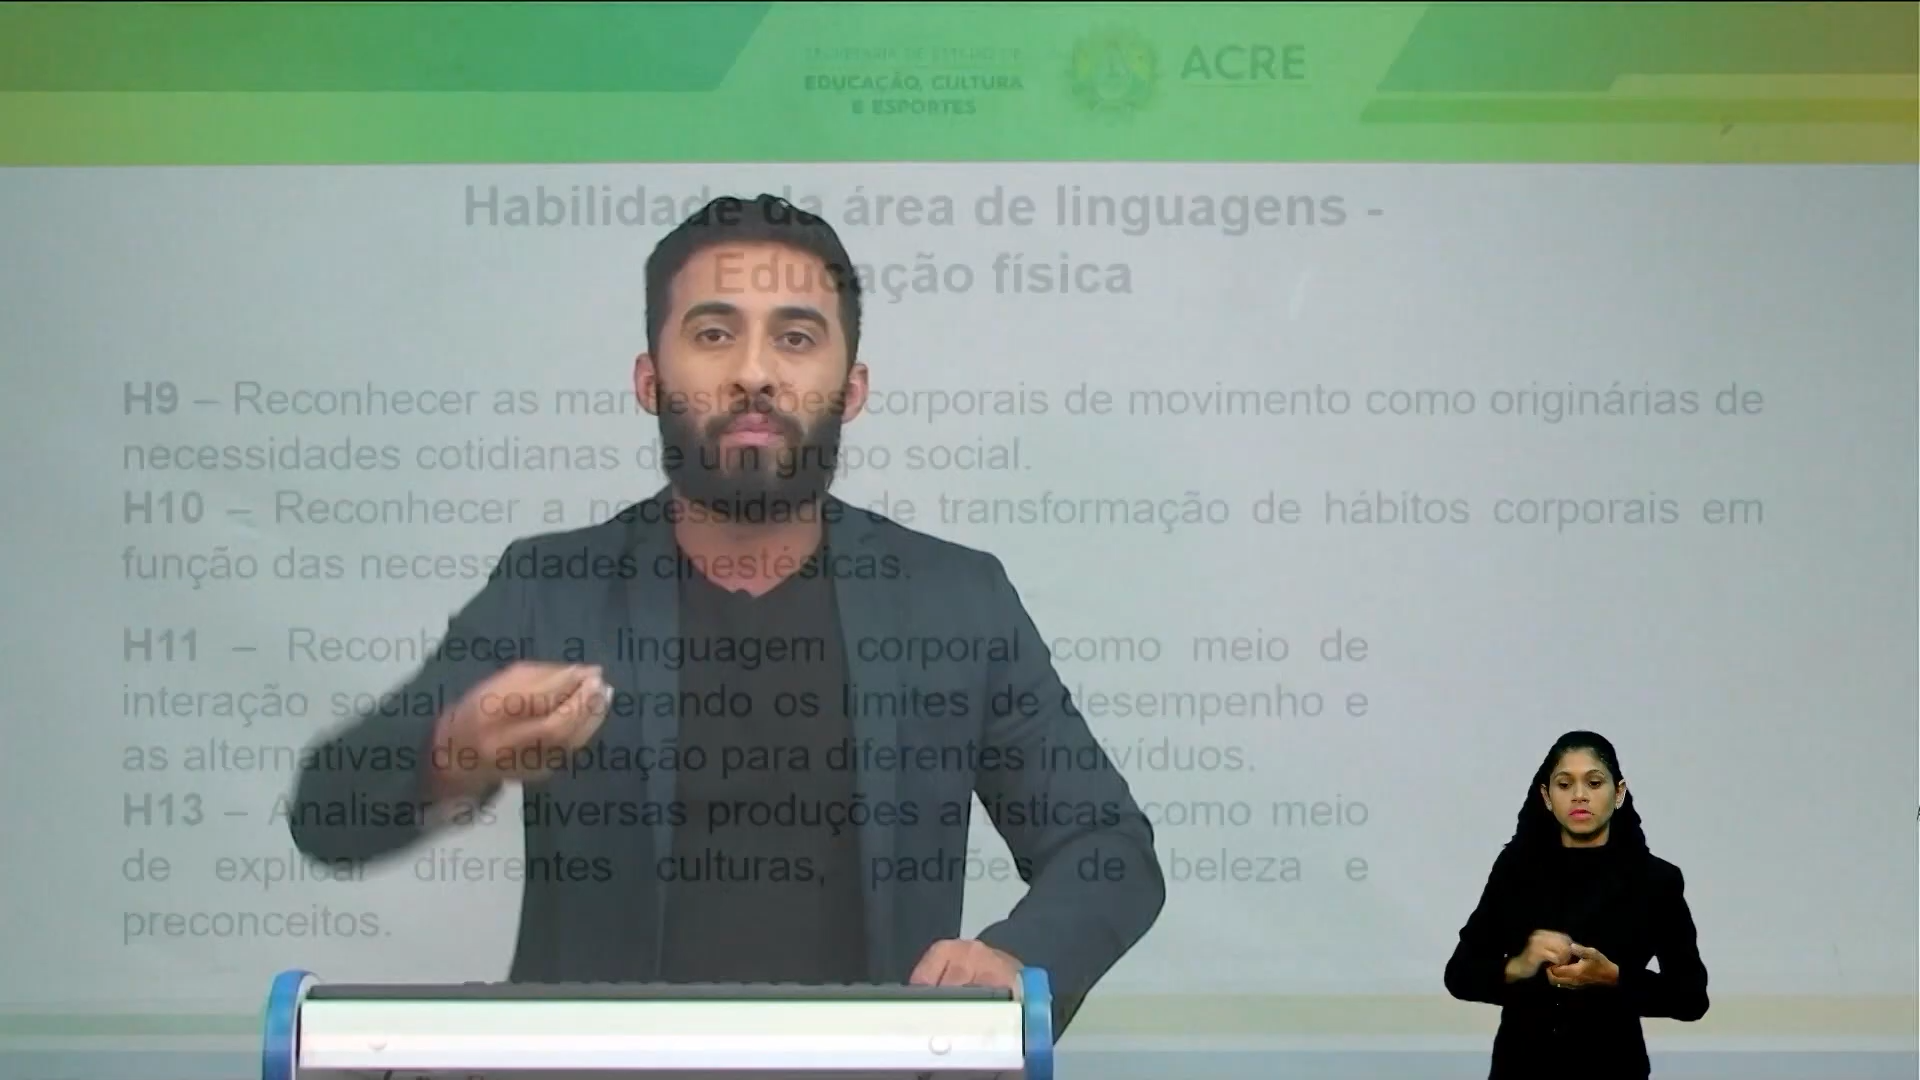 SECRETARIA DE ESTADO DE
EDUCAÇÃO, CULTURA
E ESPORTES
ACRE
Habilidade da área de linguagens -
Educação física
H9 – Reconhecer as manifestações corporais de movimento como originárias de
necessidades cotidianas de um grupo social.
H10 – Reconhecer a necessidade de transformação de hábitos corporais em
função das necessidades cinestésicas.
H11 – Reconhecer a linguagem corporal como meio de
interação social, considerando os limites de desempenho e
as alternativas de adaptação para diferentes indivíduos.
H13 – Analisar as diversas produções artísticas como meio
de explicar diferentes culturas, padrões de beleza e
preconceitos.